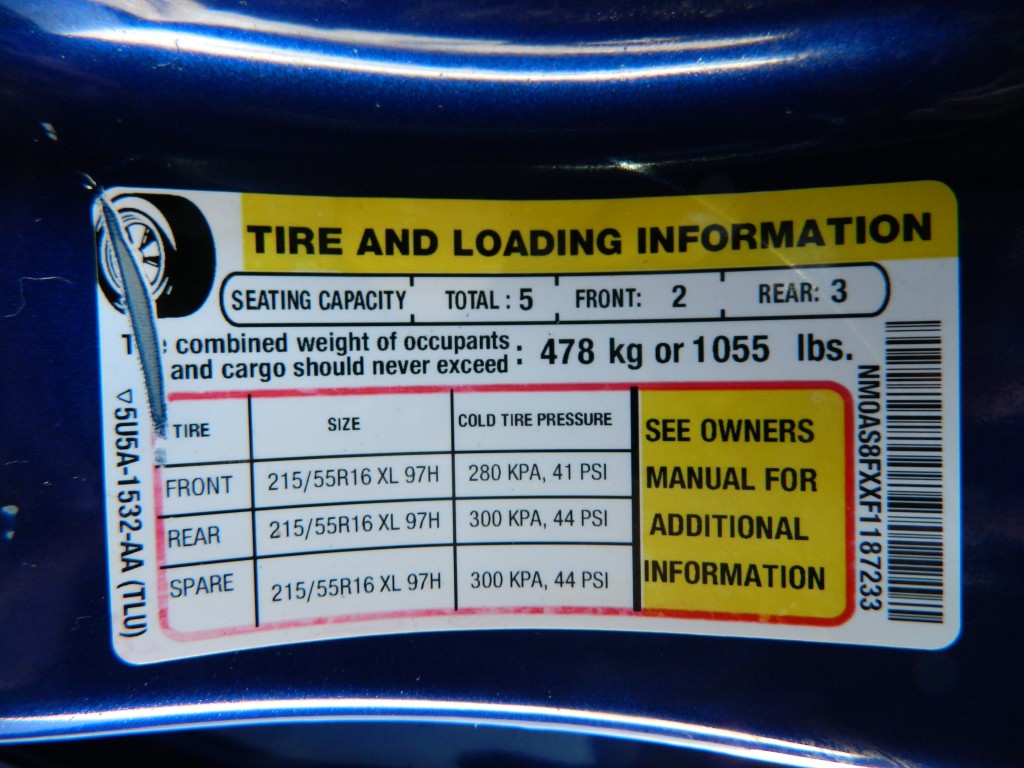 TIRE AND LOADING INFORMATION
SEATING CAPACITY TOTAL : 5 FRONT: 2 REAR: 3
combined weight of occupants
and cargo should never exceed : 478 kg or 1055 lbs.
TIRE SIZE COLD TIRE PRESSURE
FRONT 215/55R16 XL 97H 280 KPA, 41 PSI
REAR 215/55R16 XL 97H 300 KPA, 44 PSI
SPARE 215/55R16 XL 97H 300 KPA, 44 PSI
SEE OWNERS
MANUAL FOR
ADDITIONAL
INFORMATION
▽5U5A-1532-AA (TLU)
NM0AS8FXXF1187233